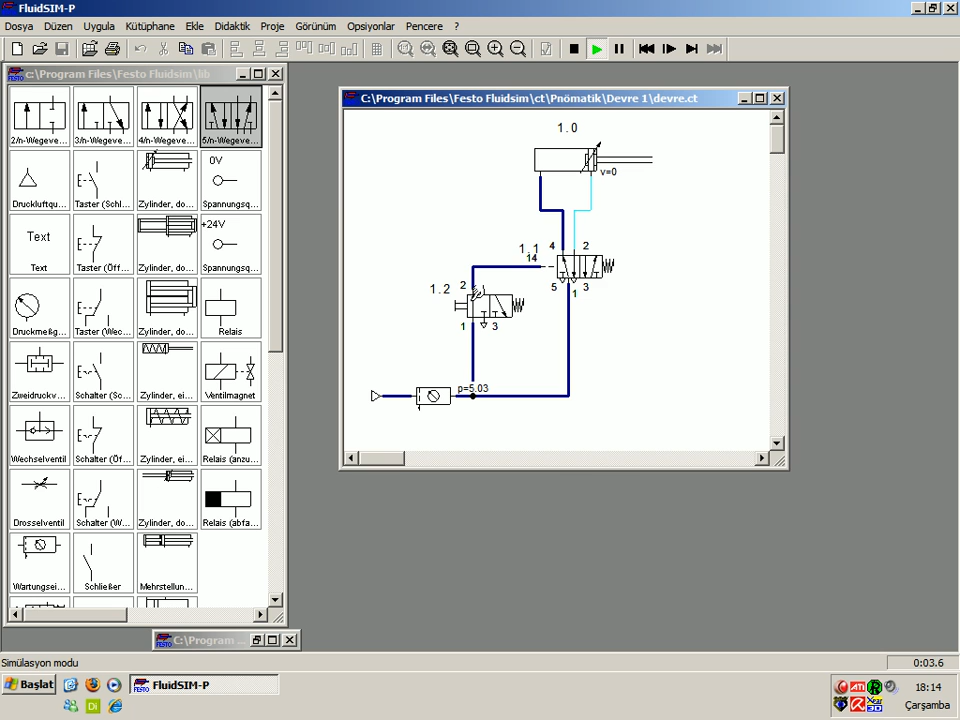 FluidSIM-P
Dosya Düzen Uygula Kütüphane Ekle Didaktik Proje Görünüm Opsiyonlar Pencere ?
c:\Program Files\Festo Fluidsim\lib
2/n-Wegeve... 3/n-Wegeve... 4/n-Wegeve... 5/n-Wegeve...
0V
Druckluftqu... Taster (Schl... Zylinder, do... Spannungsq...
Text +24V
Text Taster (Öff... Zylinder, do... Spannungsq...
Druckmeßg... Taster (Wec... Zylinder, do... Relais
Zweidruckv... Schalter (Sc... Zylinder, ei... Ventilmagnet
Wechselventil Schalter (Öf... Zylinder, ei... Relais (anzu...
Drosselventil Schalter (W... Zylinder, do... Relais (abfa...
Wartungsei... Schließer Mehrstellun...
C:\Program ...
C:\Program Files\Festo Fluidsim\ct\Pnömatik\Devre 1\devre.ct
1.0
v=0
1.1 4 2
14
5 1 3
1.2 2
1 3
p=5.03
Simülasyon modu 0:03.6
Başlat FluidSIM-P 18:14
Çarşamba